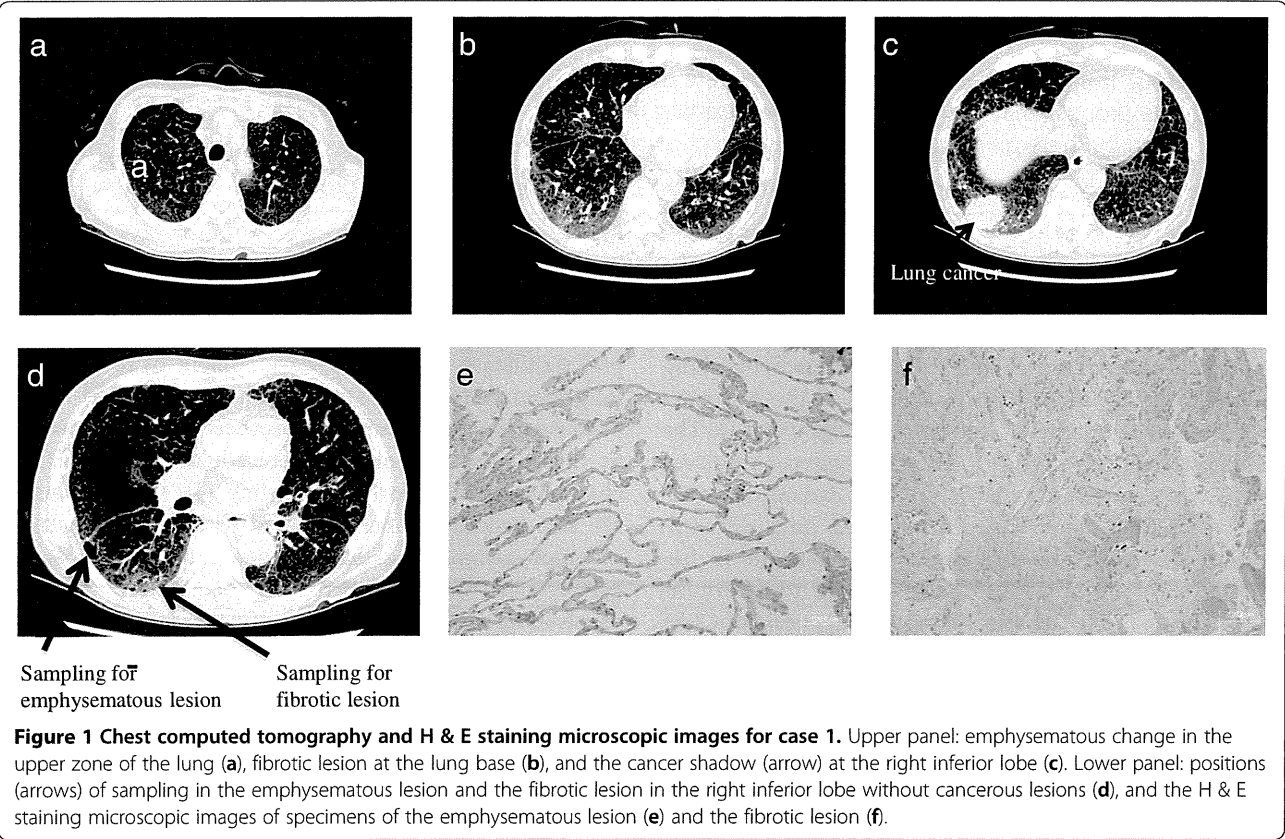 a
b
c
a
Lung cancer
d
e
f
Sampling for
emphysematous lesion
Sampling for
fibrotic lesion
Figure 1 Chest computed tomography and H & E staining microscopic images for case 1. Upper panel: emphysematous change in the
upper zone of the lung (a), fibrotic lesion at the lung base (b), and the cancer shadow (arrow) at the right inferior lobe (c). Lower panel: positions
(arrows) of sampling in the emphysematous lesion and the fibrotic lesion in the right inferior lobe without cancerous lesions (d), and the H & E
staining microscopic images of specimens of the emphysematous lesion (e) and the fibrotic lesion (f).